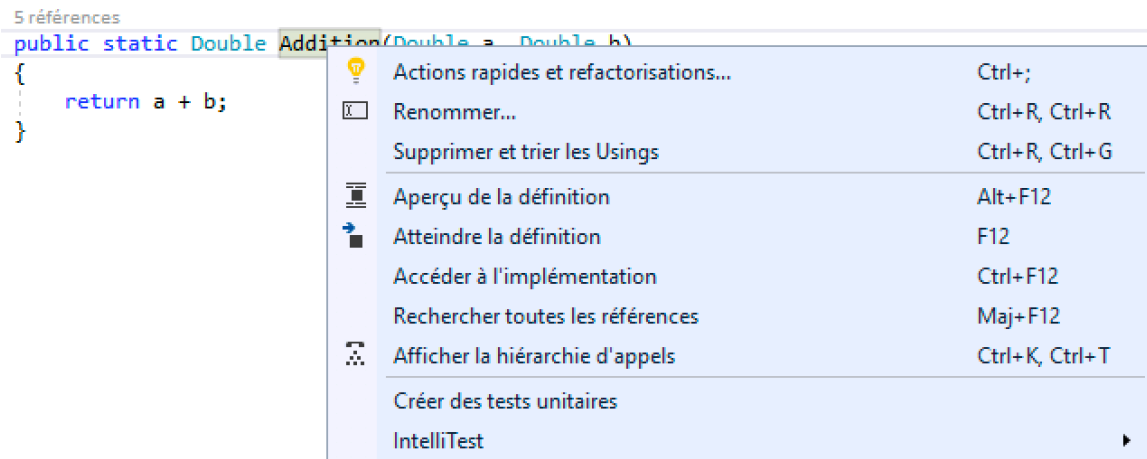 5 références
public static Double Addition(Double a, Double b)
{
return a + b;
}
Actions rapides et refactorisations... Ctrl+;
Renommer... Ctrl+R, Ctrl+R
Supprimer et trier les Usings Ctrl+R, Ctrl+G
Aperçu de la définition Alt+F12
Atteindre la définition F12
Accéder à l'implémentation Ctrl+F12
Rechercher toutes les références Maj+F12
Afficher la hiérarchie d'appels Ctrl+K, Ctrl+T
Créer des tests unitaires
IntelliTest